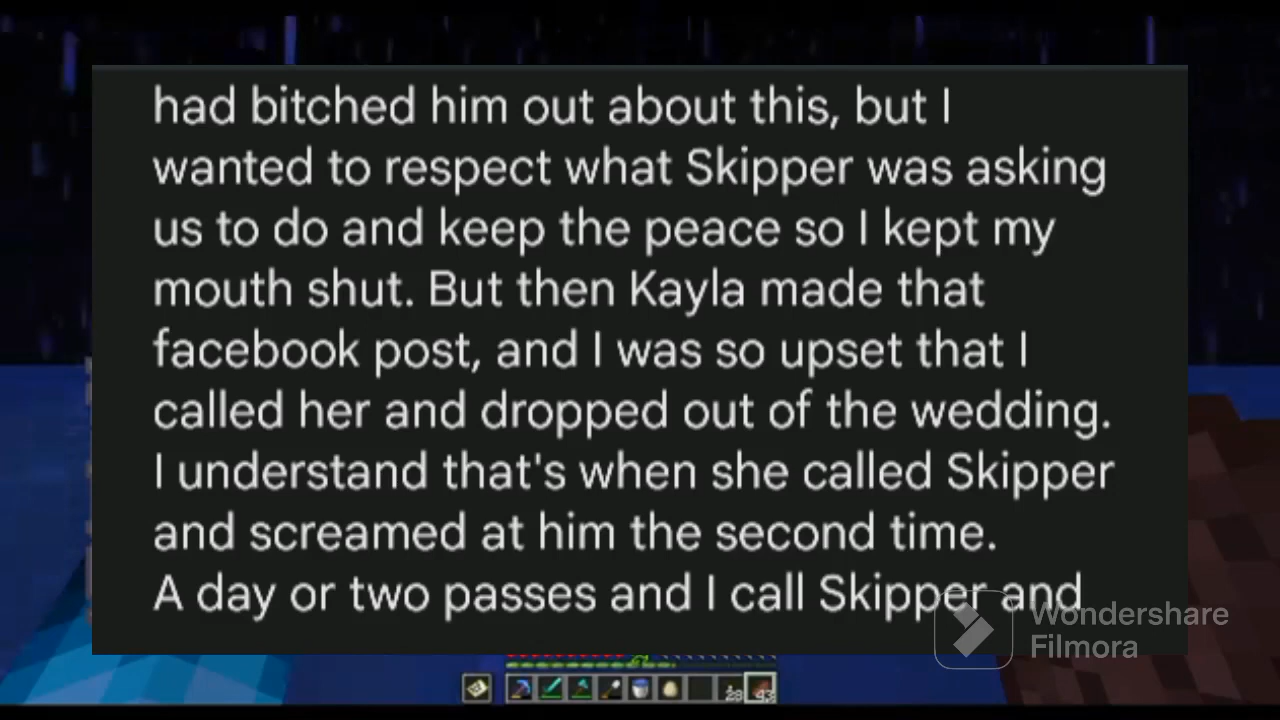 had bitched him out about this, but I
wanted to respect what Skipper was asking
us to do and keep the peace so I kept my
mouth shut. But then Kayla made that
facebook post, and I was so upset that I
called her and dropped out of the wedding.
I understand that's when she called Skipper
and screamed at him the second time.
A day or two passes and I call Skipper and
Wondershare
Filmora
28
43